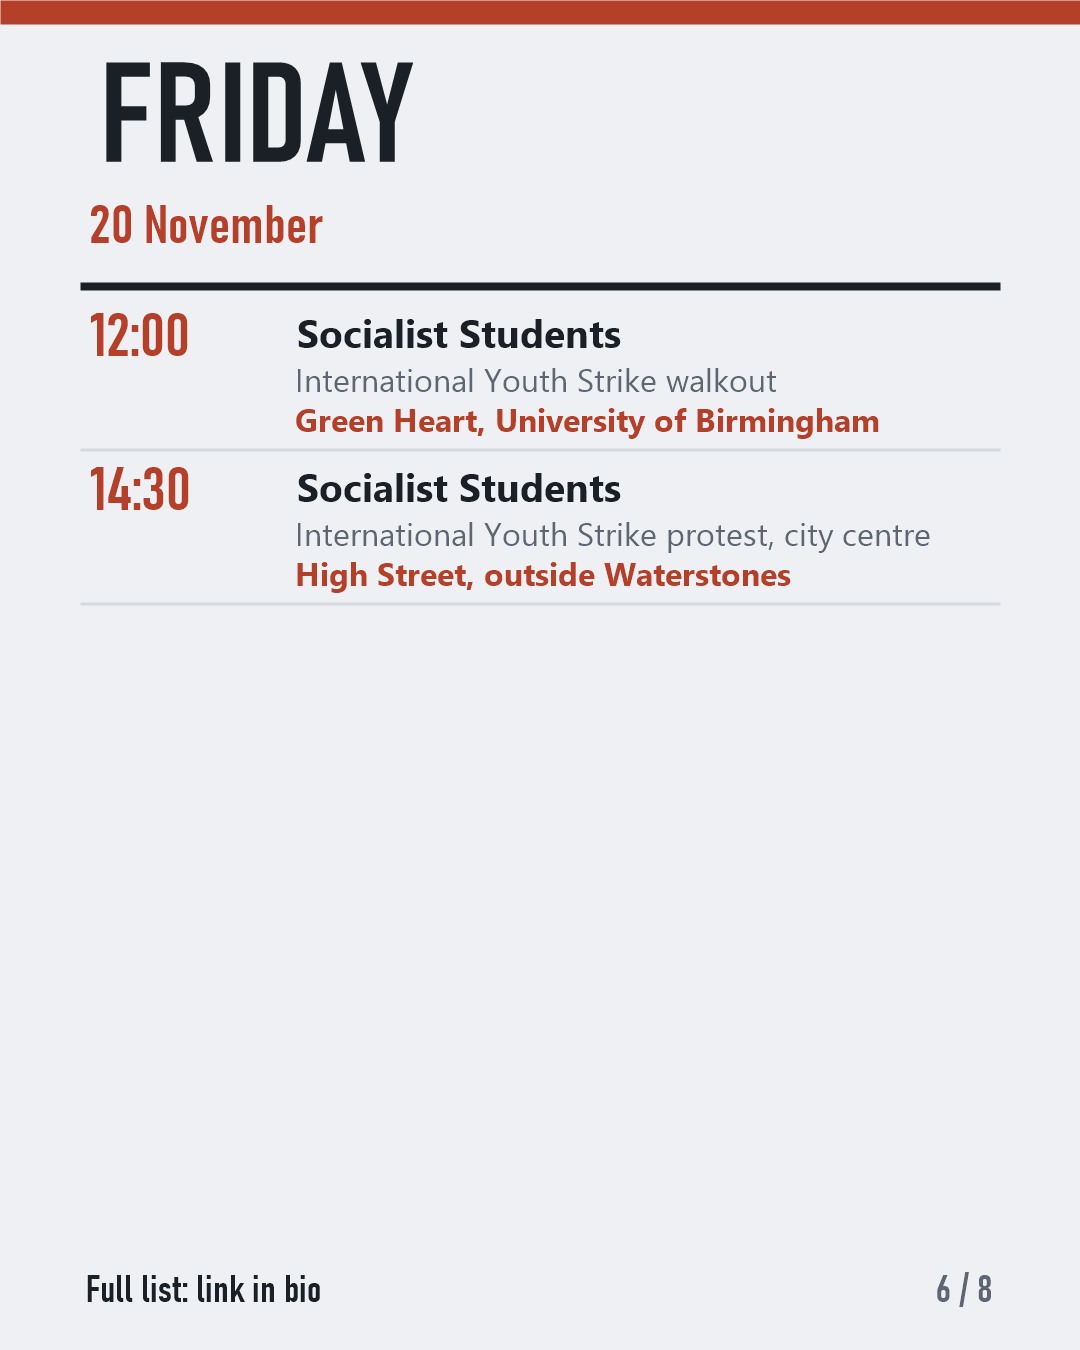 FRIDAY
20 November
12:00
Socialist Students
International Youth Strike walkout
Green Heart, University of Birmingham
14:30
Socialist Students
International Youth Strike protest, city centre
High Street, outside Waterstones
Full list: link in bio
6 / 8